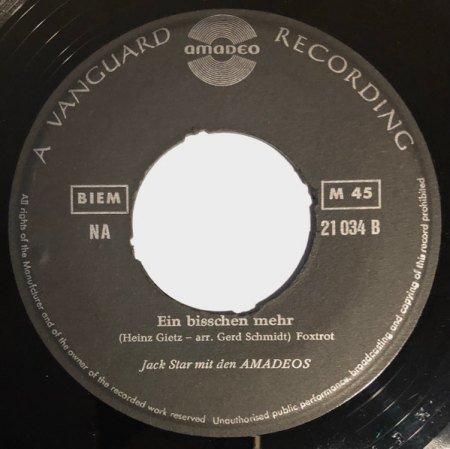 A VANGUARD RECORDING
amadeo
BIEM
M 45
NA
21 034 B
Ein bisschen mehr
(Heinz Gietz – arr. Gerd Schmidt) Foxtrot
Jack Star mit den AMADEOS
All rights of the Manufcturer and of the owner of the recorded work reserved Unauthorised public performance, broadcasting and copying of this record prohibited